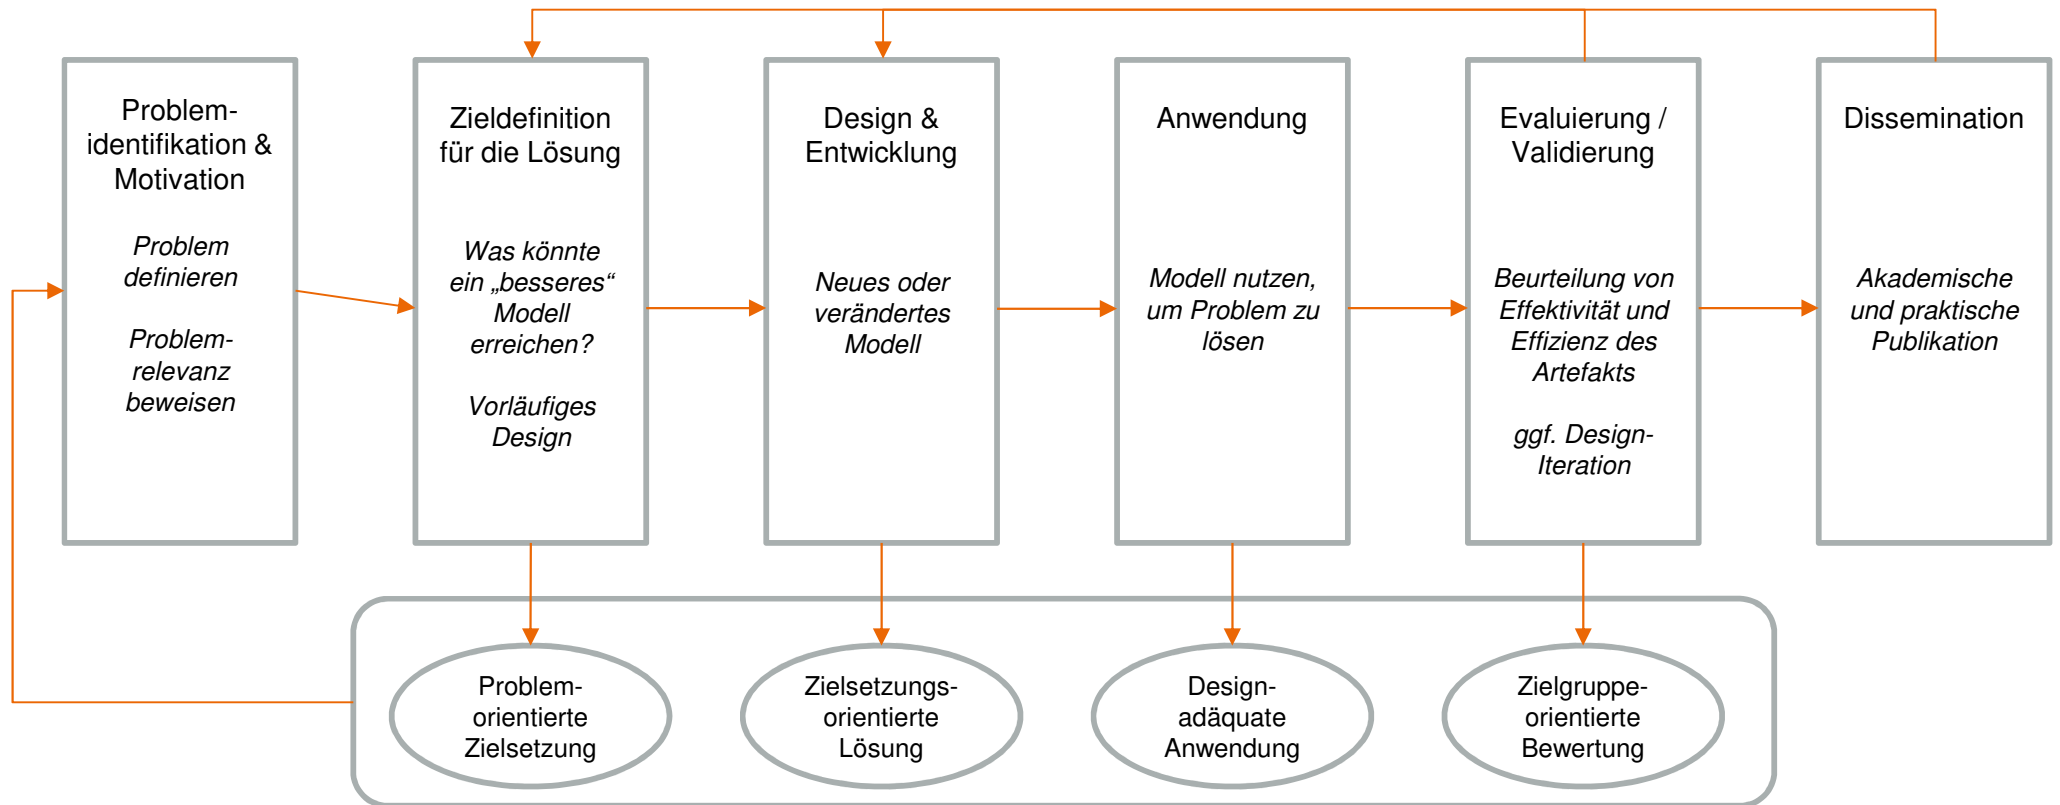 Problem-
identifikation &
Motivation
Problem
definieren
Problem-
relevanz
beweisen
Zieldefinition
für die Lösung
Was könnte
ein „besseres“
Modell
erreichen?
Vorläufiges
Design
Design &
Entwicklung
Neues oder
verändertes
Modell
Anwendung
Modell nutzen,
um Problem zu
lösen
Evaluierung /
Validierung
Beurteilung von
Effektivität und
Effizienz des
Artefakts
ggf. Design-
Iteration
Dissemination
Akademische
und praktische
Publikation
Problem-
orientierte
Zielsetzung
Zielsetzungs-
orientierte
Lösung
Design-
adäquate
Anwendung
Zielgruppe-
orientierte
Bewertung